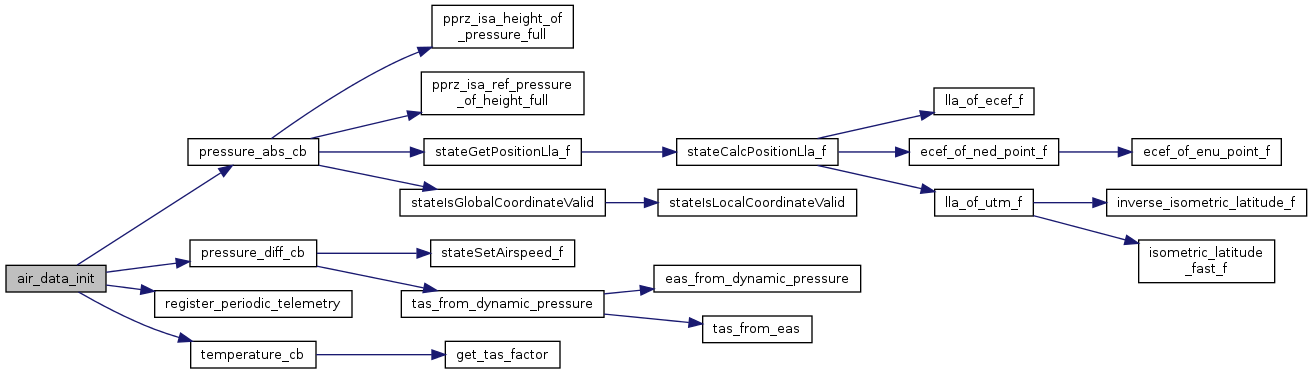 pprz_isa_height_of
_pressure_full
pprz_isa_ref_pressure
_of_height_full
lla_of_ecef_f
pressure_abs_cb
stateGetPositionLla_f
stateCalcPositionLla_f
ecef_of_ned_point_f
ecef_of_enu_point_f
stateIsGlobalCoordinateValid
stateIsLocalCoordinateValid
lla_of_utm_f
inverse_isometric_latitude_f
pressure_diff_cb
stateSetAirspeed_f
isometric_latitude
_fast_f
air_data_init
eas_from_dynamic_pressure
register_periodic_telemetry
tas_from_dynamic_pressure
tas_from_eas
temperature_cb
get_tas_factor